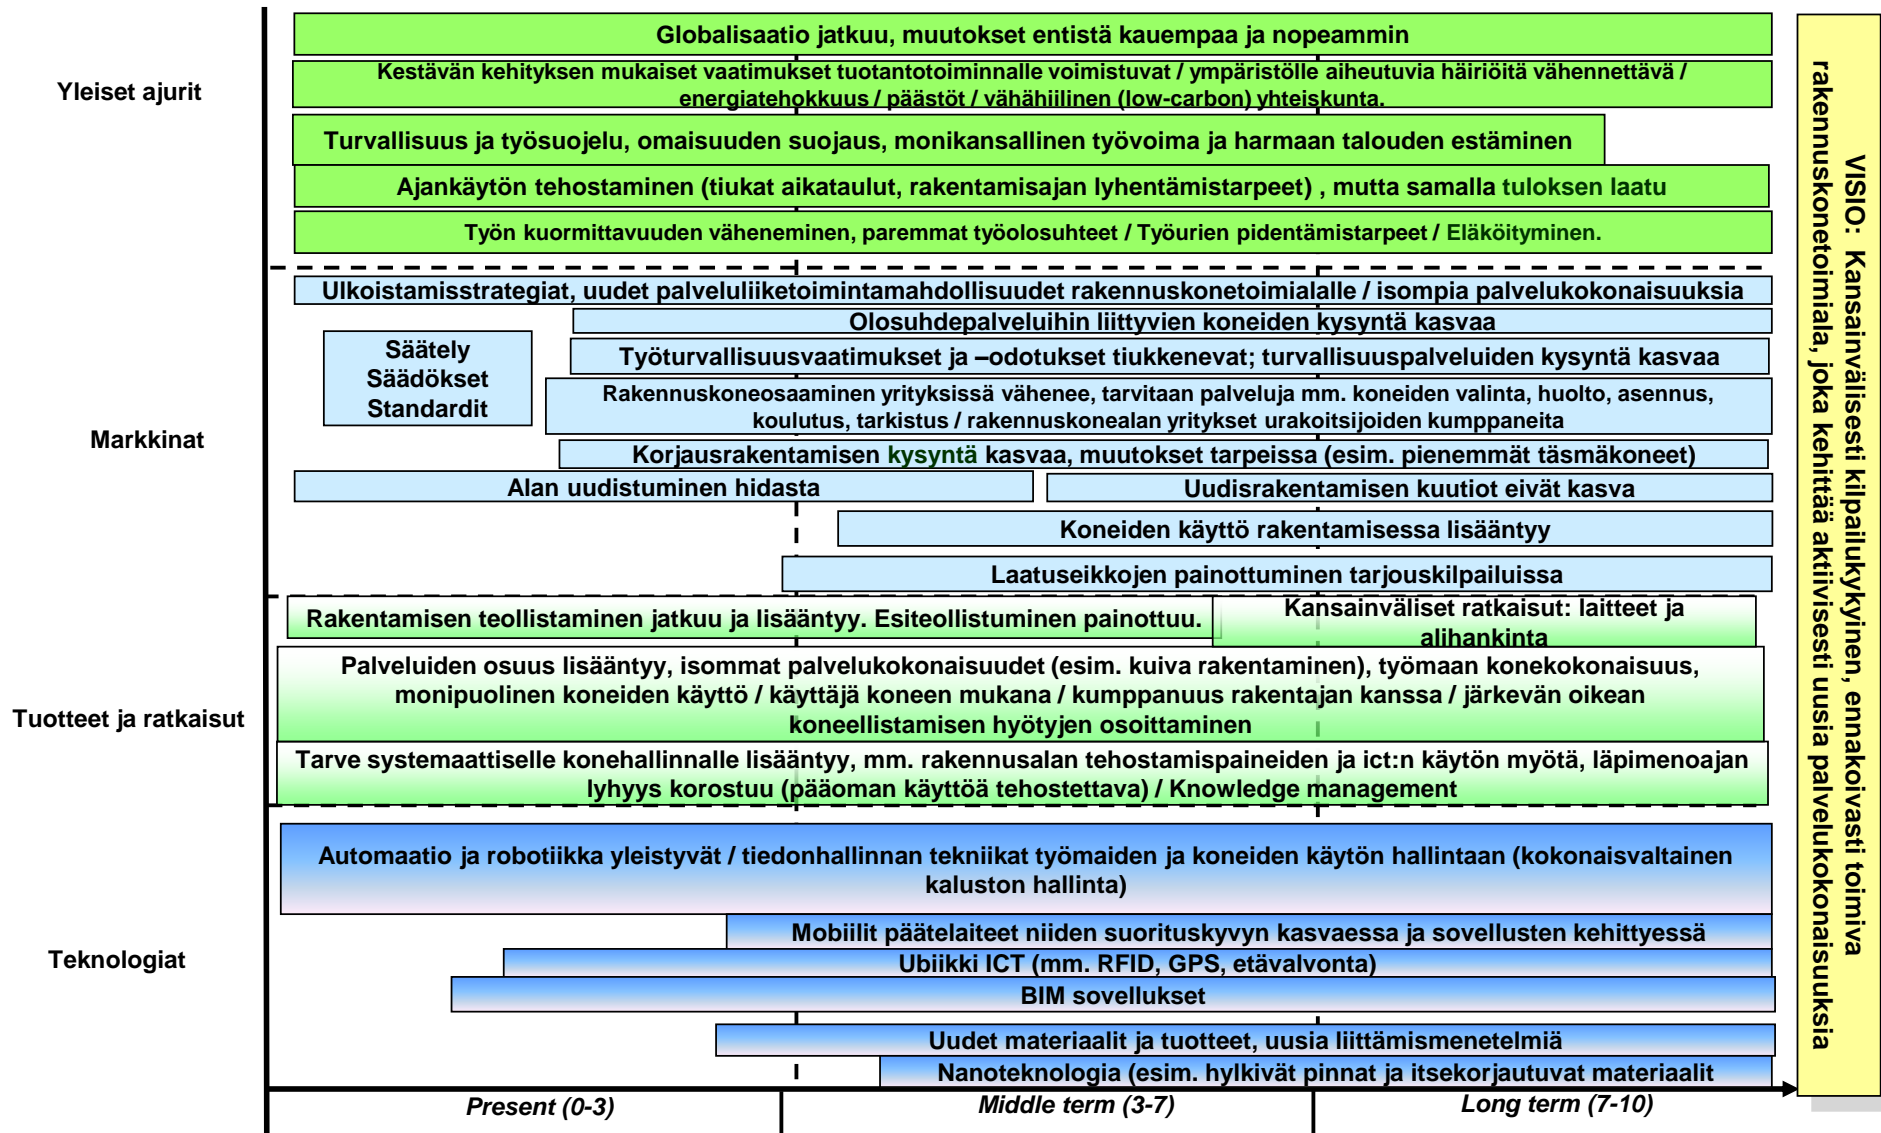 Yleiset ajurit
Globalisaatio jatkuu, muutokset entistä kauempaa ja nopeammin
Kestävän kehityksen mukaiset vaatimukset tuotantotoiminnalle voimistuvat / ympäristölle aiheutuvia häiriöitä vähennettävä /
energiatehokkuus / päästöt / vähähiilinen (low-carbon) yhteiskunta.
Turvallisuus ja työsuojelu, omaisuuden suojaus, monikansallinen työvoima ja harmaan talouden estäminen
Ajankäytön tehostaminen (tiukat aikataulut, rakentamisajan lyhentämistarpeet) , mutta samalla tuloksen laatu
Työn kuormittavuuden väheneminen, paremmat työolosuhteet / Työurien pidentämistarpeet / Eläköityminen.
Markkinat
Ulkoistamisstrategiat, uudet palveluliiketoimintamahdollisuudet rakennuskonetoimialalle / isompia palvelukokonaisuuksia
Olosuhdepalveluihin liittyvien koneiden kysyntä kasvaa
Säätely
Säädökset
Standardit
Työturvallisuusvaatimukset ja –odotukset tiukkenevat; turvallisuuspalveluiden kysyntä kasvaa
Rakennuskoneosaaminen yrityksissä vähenee, tarvitaan palveluja mm. koneiden valinta, huolto, asennus,
koulutus, tarkistus / rakennuskonealan yritykset urakoitsijoiden kumppaneita
Korjausrakentamisen kysyntä kasvaa, muutokset tarpeissa (esim. pienemmät täsmäkoneet)
Alan uudistuminen hidasta
Uudisrakentamisen kuutiot eivät kasva
Koneiden käyttö rakentamisessa lisääntyy
Laatuseikkojen painottuminen tarjouskilpailuissa
Tuotteet ja ratkaisut
Rakentamisen teollistaminen jatkuu ja lisääntyy. Esiteollistuminen painottuu.
Kansainväliset ratkaisut: laitteet ja
alihankinta
Palveluiden osuus lisääntyy, isommat palvelukokonaisuudet (esim. kuiva rakentaminen), työmaan konekokonaisuus,
monipuolinen koneiden käyttö / käyttäjä koneen mukana / kumppanuus rakentajan kanssa / järkevän oikean
koneellistamisen hyötyjen osoittaminen
Tarve systemaattiselle konehallinnalle lisääntyy, mm. rakennusalan tehostamispaineiden ja ict:n käytön myötä, läpimenoajan
lyhyys korostuu (pääoman käyttöä tehostettava) / Knowledge management
Teknologiat
Automaatio ja robotiikka yleistyvät / tiedonhallinnan tekniikat työmaiden ja koneiden käytön hallintaan (kokonaisvaltainen
kaluston hallinta)
Mobiilit päätelaiteet niiden suorituskyvyn kasvaessa ja sovellusten kehittyessä
Ubiikki ICT (mm. RFID, GPS, etävalvonta)
BIM sovellukset
Uudet materiaalit ja tuotteet, uusia liittämismenetelmiä
Nanoteknologia (esim. hylkivät pinnat ja itsekorjautuvat materiaalit
Present (0-3)
Middle term (3-7)
Long term (7-10)
VISIO: Kansainvälisesti kilpailukykyinen, ennakoivasti toimiva
rakennuskonetoimiala, joka kehittää aktiivisesti uusia palvelukokonaisuuksia